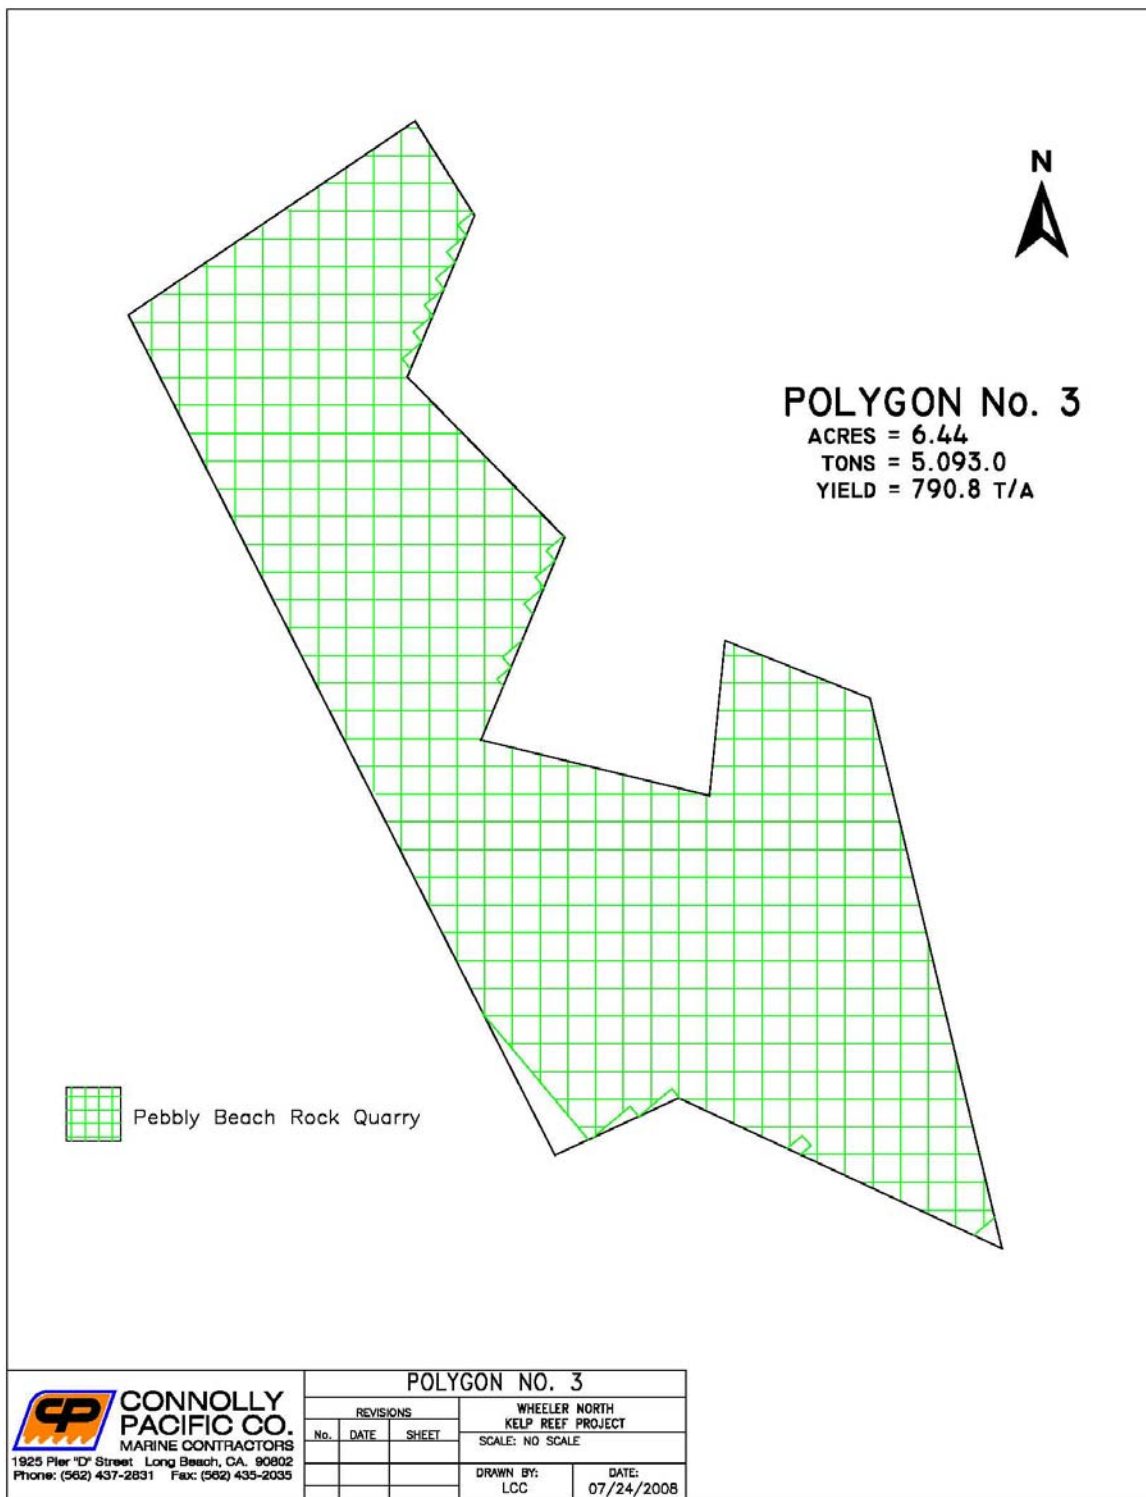 N
POLYGON No. 3
ACRES = 6.44
TONS = 5.093.0
YIELD = 790.8 T/A
Pebbly Beach Rock Quarry
CP
CONNOLLY
PACIFIC CO.
MARINE CONTRACTORS
1925 Pier "D" Street Long Beach, CA. 90802
Phone: (562) 437-2831 Fax: (562) 435-2035
POLYGON NO. 3
REVISIONS
No. DATE SHEET
WHEELER NORTH
KELP REEF PROJECT
SCALE: NO SCALE
DRAWN BY:
LCC
DATE:
07/24/2008